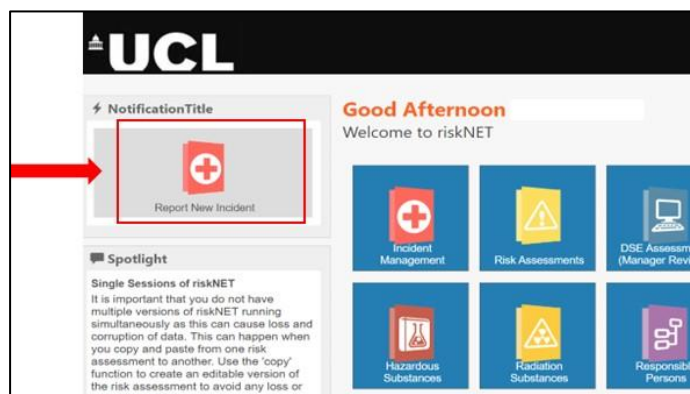 UCL
NotificationTitle
Report New Incident
Spotlight
Single Sessions of riskNET
It is important that you do not have
multiple versions of riskNET running
simultaneously as this can cause loss and
corruption of data. This can happen when
you copy and paste from one risk
assessment to another. Use the 'copy'
function to create an editable version of
the risk assessment to avoid any loss or
Good Afternoon
Welcome to riskNET
Incident
Management
Risk Assessments
DSE Assessm
(Manager Revi
Hazardous
Substances
Radiation
Substances
Responsibl
Persons